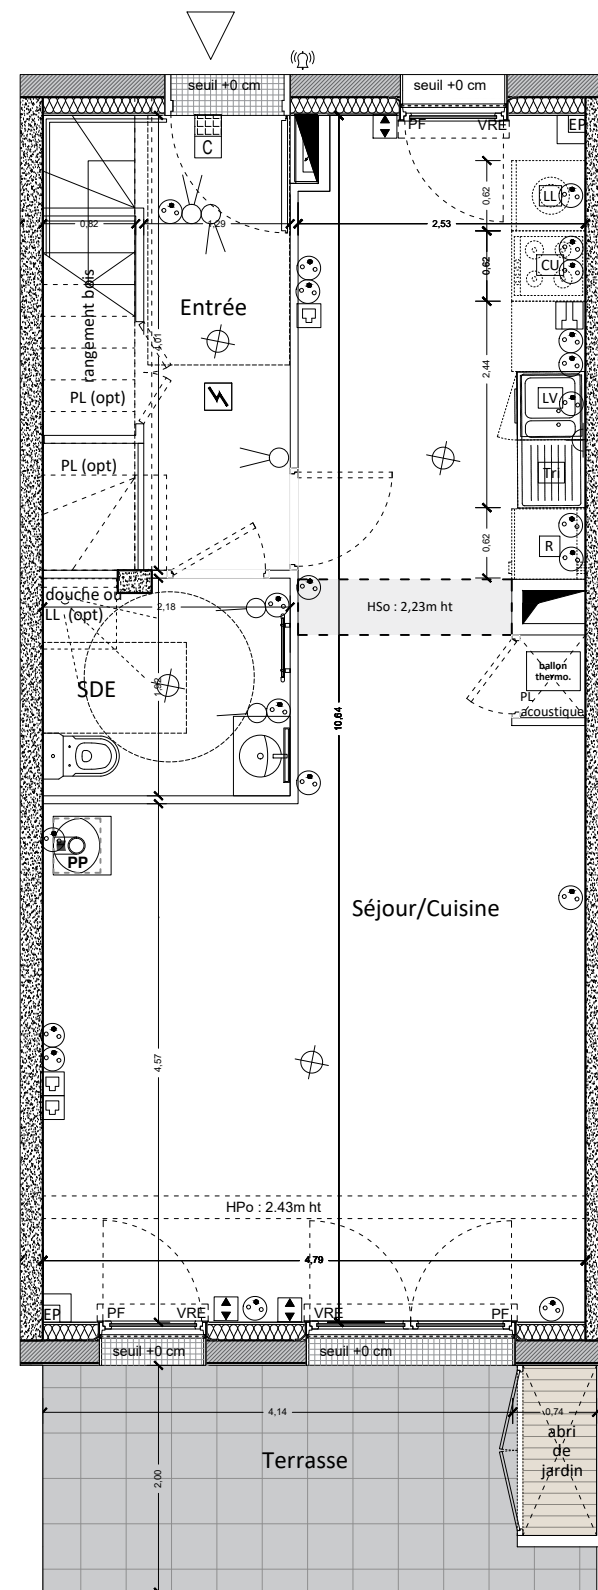 seuil +0 cm
seuil +0 cm
C
PF
VRE
EP
LL
0,62
0,82
1,29
2,53
CU
0,62
Entrée
rangement bois
4,01
2,44
PL (opt)
LV
PL (opt)
Tri
R
0,62
douche ou
LL (opt)
2,18
HSo : 2,23m ht
SDE
ballon
thermo.
PL
acoustique
10,64
PP
Séjour/Cuisine
4,57
HPo : 2.43m ht
4,79
EP
PF
VRE
VRE
PF
seuil +0 cm
seuil +0 cm
4,14
0,74
Terrasse
abri
de
jardin
2,00